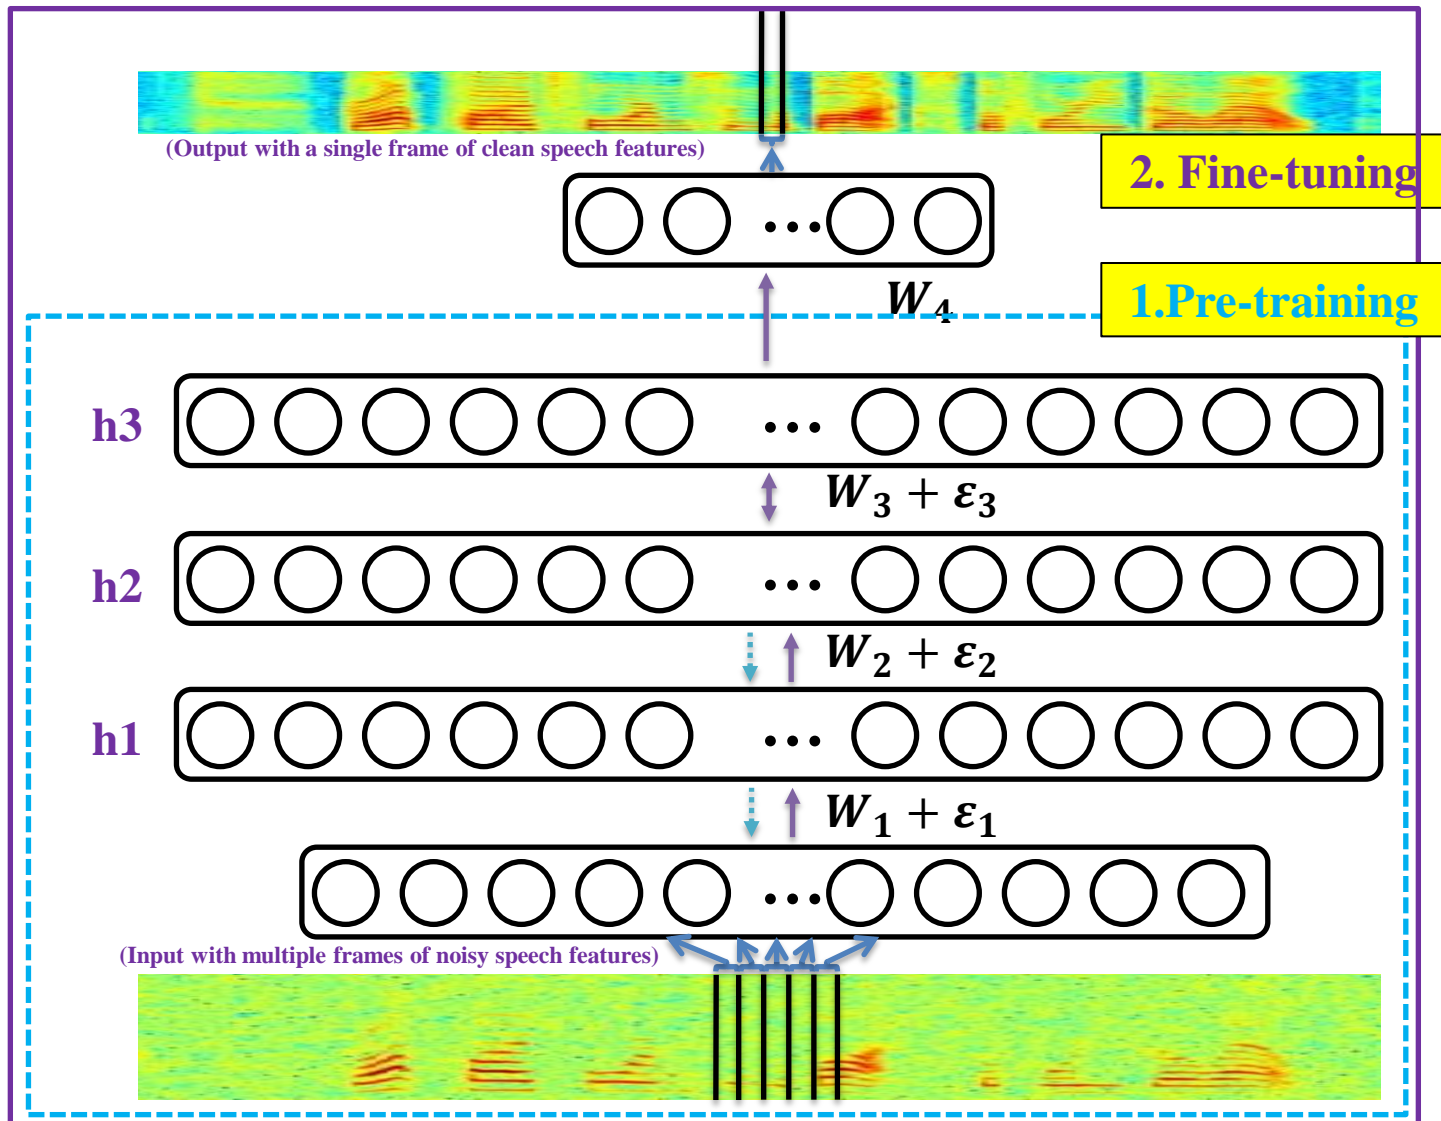 (Output with a single frame of clean speech features)
2. Fine-tuning
...
W₄
1.Pre-training
h3
...
W₃ + ε₃
h2
...
W₂ + ε₂
h1
...
W₁ + ε₁
...
(Input with multiple frames of noisy speech features)